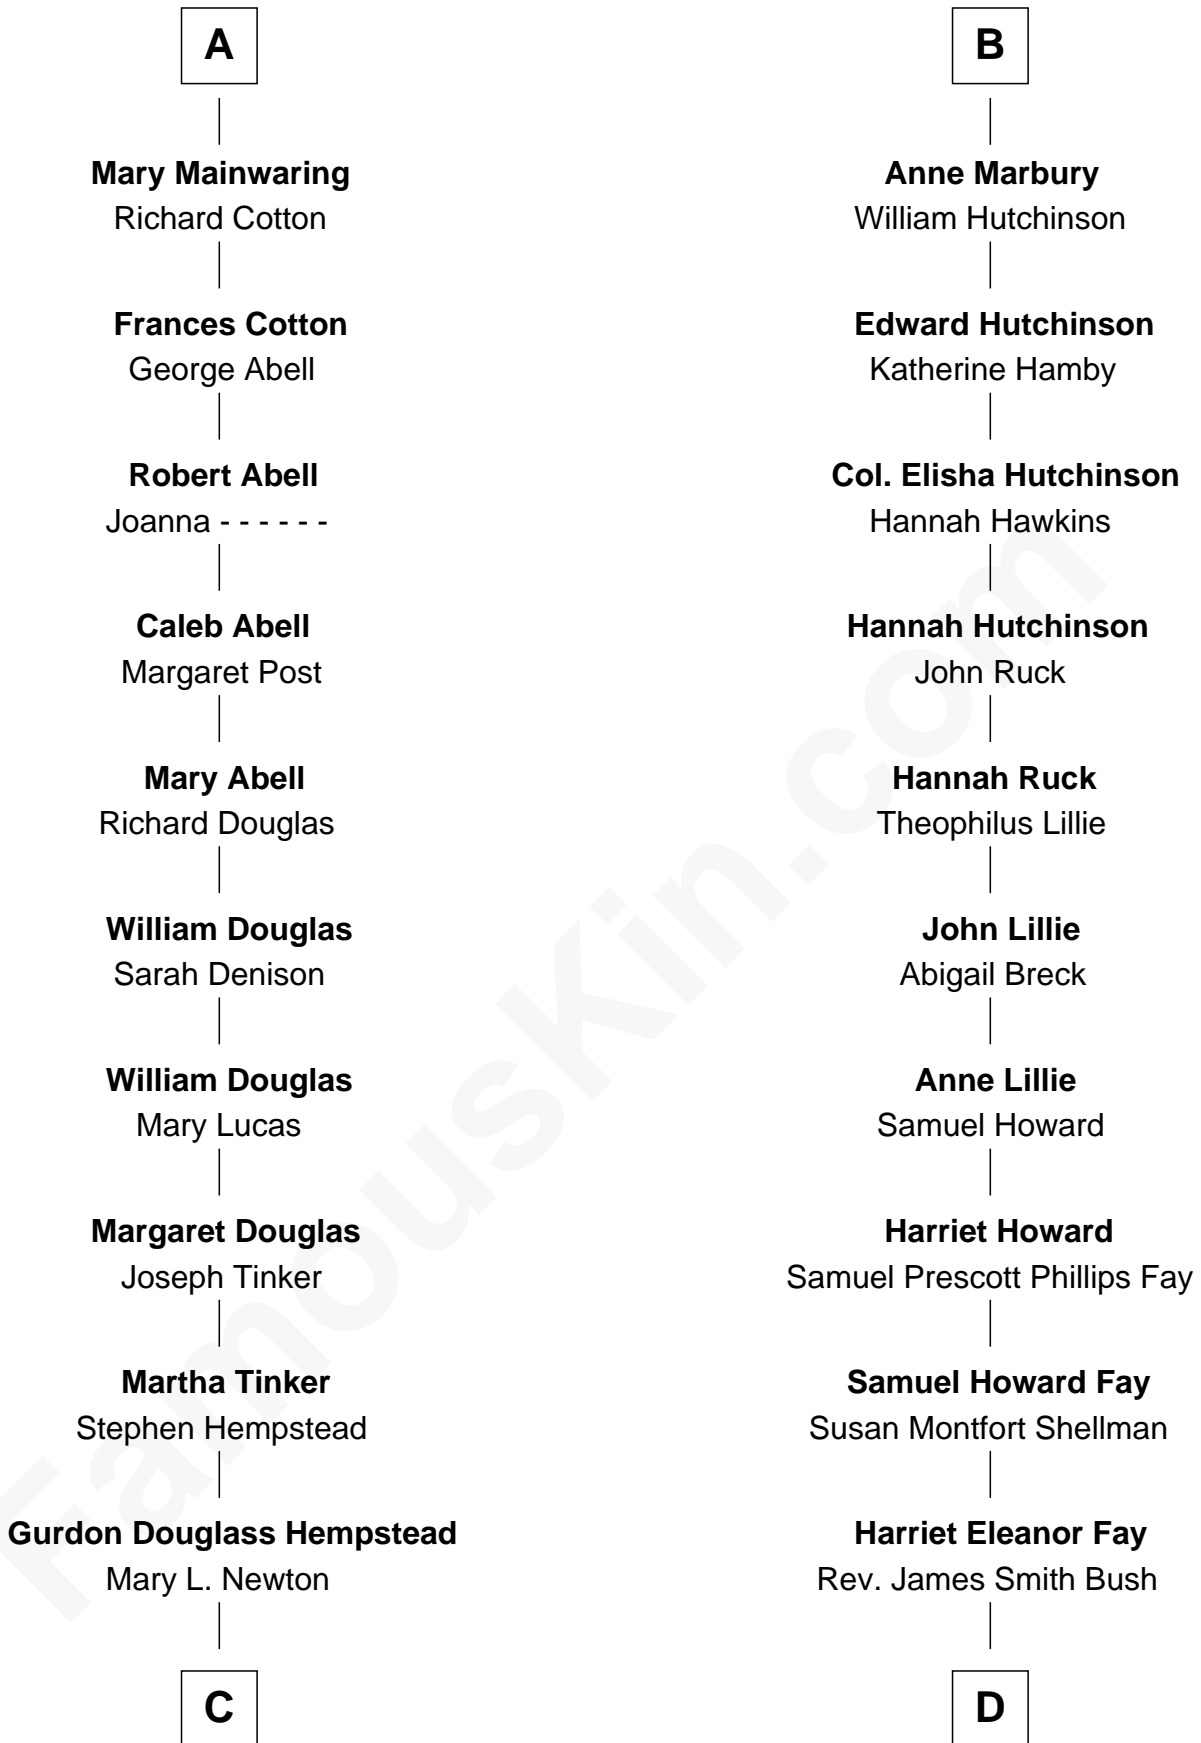 A
Mary Mainwaring
Richard Cotton
Frances Cotton
George Abell
Robert Abell
Joanna - - - - - -
Caleb Abell
Margaret Post
Mary Abell
Richard Douglas
William Douglas
Sarah Denison
William Douglas
Mary Lucas
Margaret Douglas
Joseph Tinker
Martha Tinker
Stephen Hempstead
Gurdon Douglass Hempstead
Mary L. Newton
C
B
Anne Marbury
William Hutchinson
Edward Hutchinson
Katherine Hamby
Col. Elisha Hutchinson
Hannah Hawkins
Hannah Hutchinson
John Ruck
Hannah Ruck
Theophilus Lillie
John Lillie
Abigail Breck
Anne Lillie
Samuel Howard
Harriet Howard
Samuel Prescott Phillips Fay
Samuel Howard Fay
Susan Montfort Shellman
Harriet Eleanor Fay
Rev. James Smith Bush
D
FamousKin.com